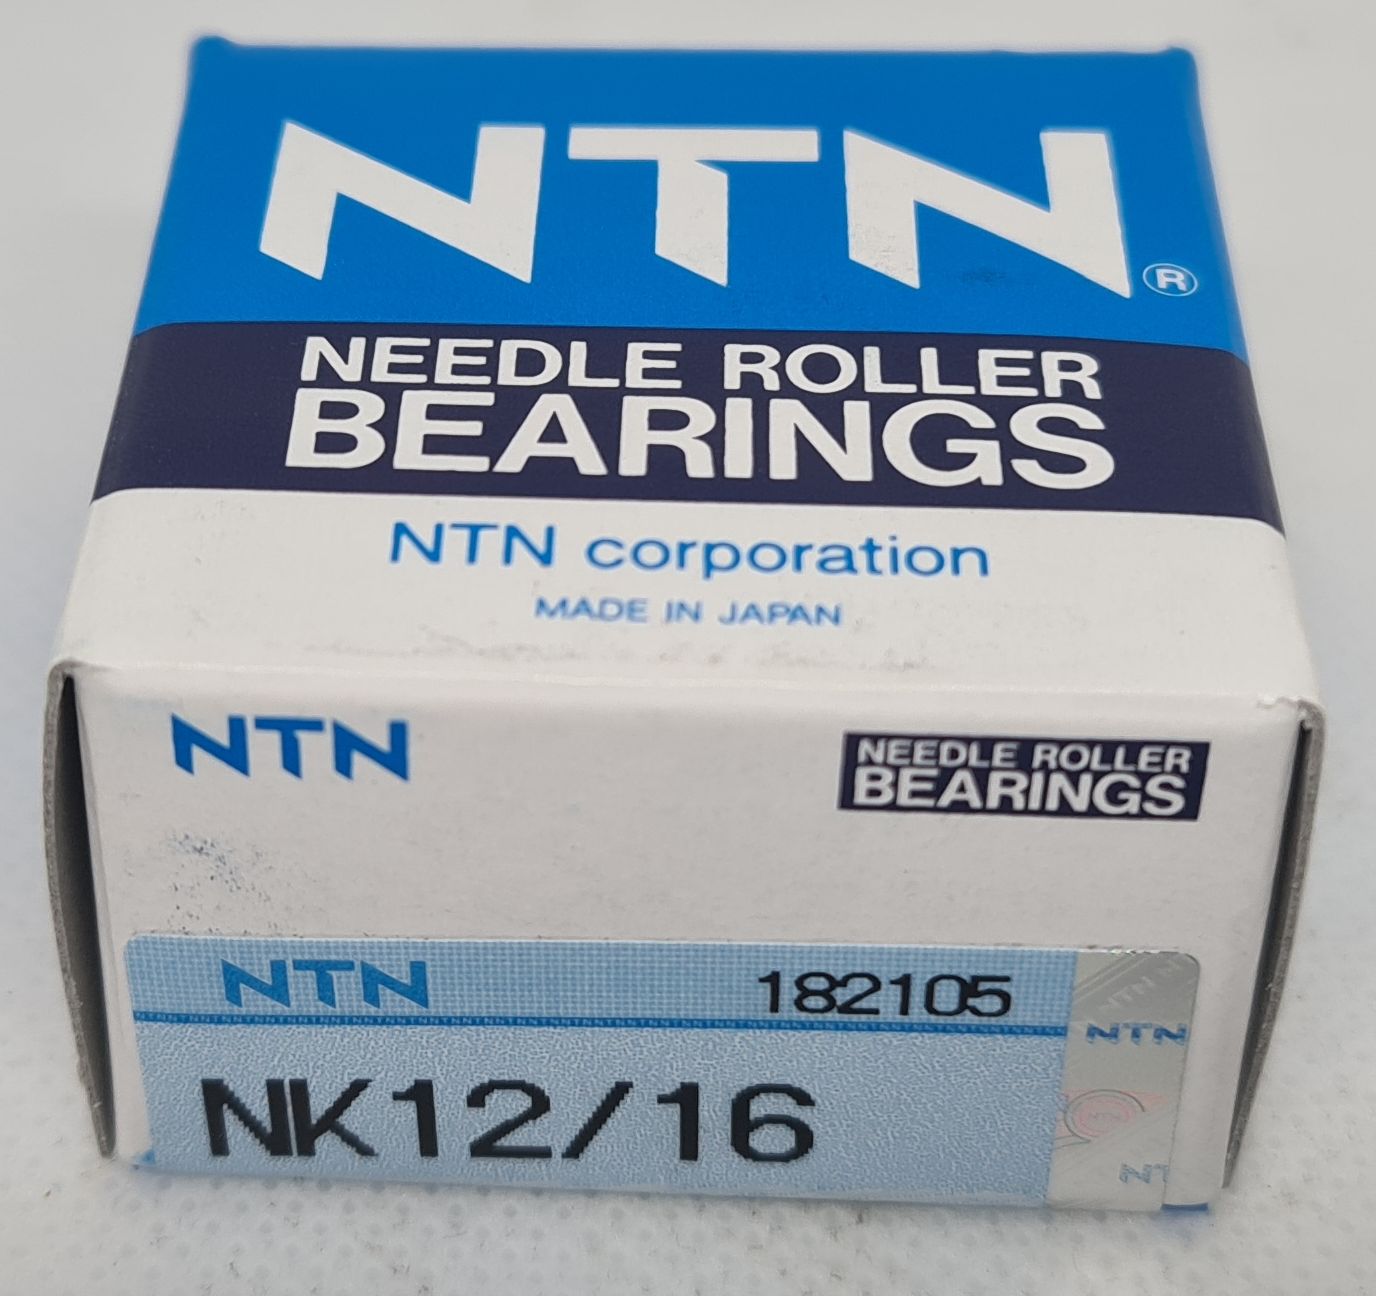 NTN®
NEEDLE ROLLER
BEARINGS
NTN corporation
MADE IN JAPAN
NTN
NEEDLE ROLLER
BEARINGS
NTN 182105
NTN
NK12/16